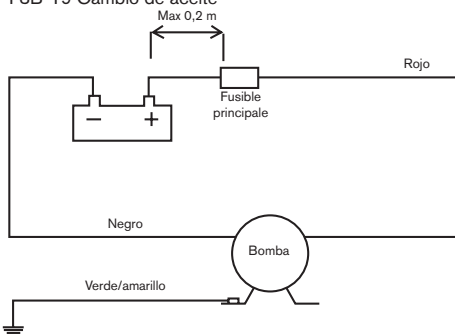 Max 0,2 m
Rojo
Fusible
principale
Negro
Bomba
Verde/amarillo